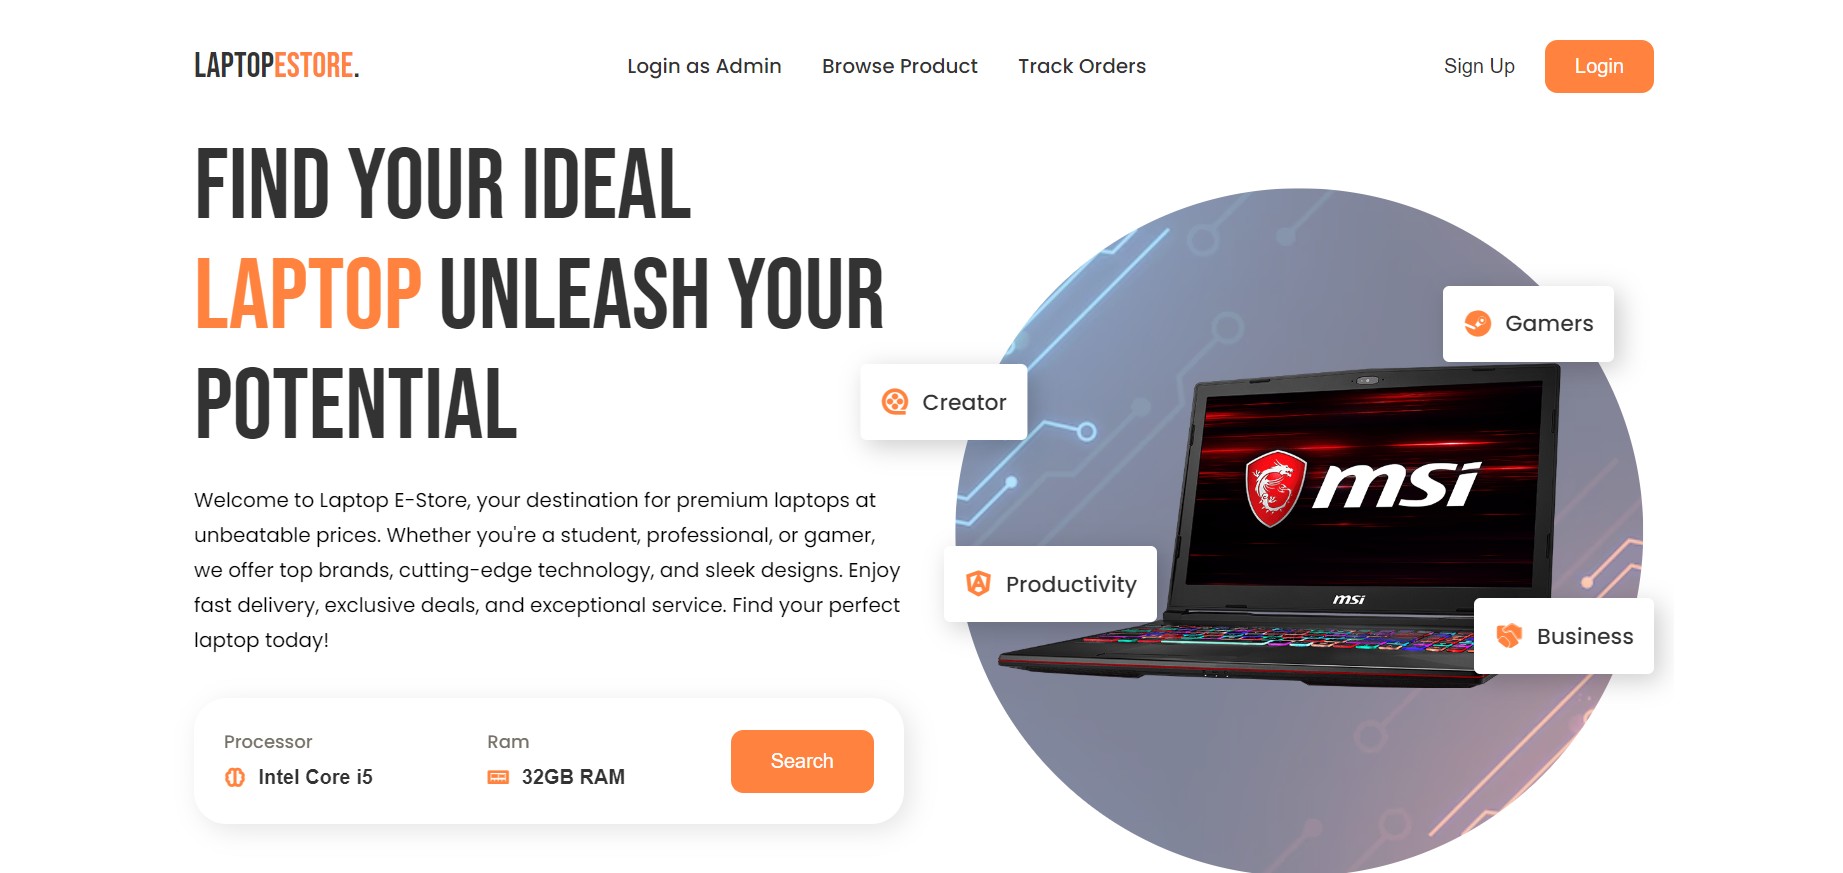 LAPTOPESTORE.
Login as Admin
Browse Product
Track Orders
Sign Up
Login
FIND YOUR IDEAL
LAPTOP UNLEASH YOUR
POTENTIAL
Welcome to Laptop E-Store, your destination for premium laptops at
unbeatable prices. Whether you're a student, professional, or gamer,
we offer top brands, cutting-edge technology, and sleek designs. Enjoy
fast delivery, exclusive deals, and exceptional service. Find your perfect
laptop today!
Processor
Intel Core i5
Ram
32GB RAM
Search
Gamers
Creator
msi
Productivity
msi
Business